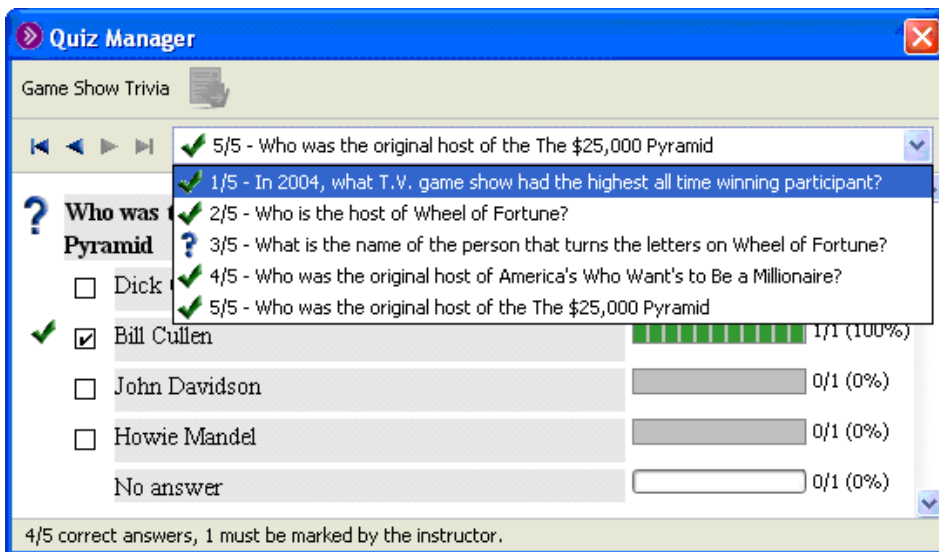 Quiz Manager
Game Show Trivia
5/5 - Who was the original host of the The $25,000 Pyramid
1/5 - In 2004, what T.V. game show had the highest all time winning participant?
2/5 - Who is the host of Wheel of Fortune?
3/5 - What is the name of the person that turns the letters on Wheel of Fortune?
4/5 - Who was the original host of America's Who Want's to Be a Millionaire?
5/5 - Who was the original host of the The $25,000 Pyramid
Who was
Pyramid
Dick
Bill Cullen 1/1 (100%)
John Davidson 0/1 (0%)
Howie Mandel 0/1 (0%)
No answer 0/1 (0%)
4/5 correct answers, 1 must be marked by the instructor.